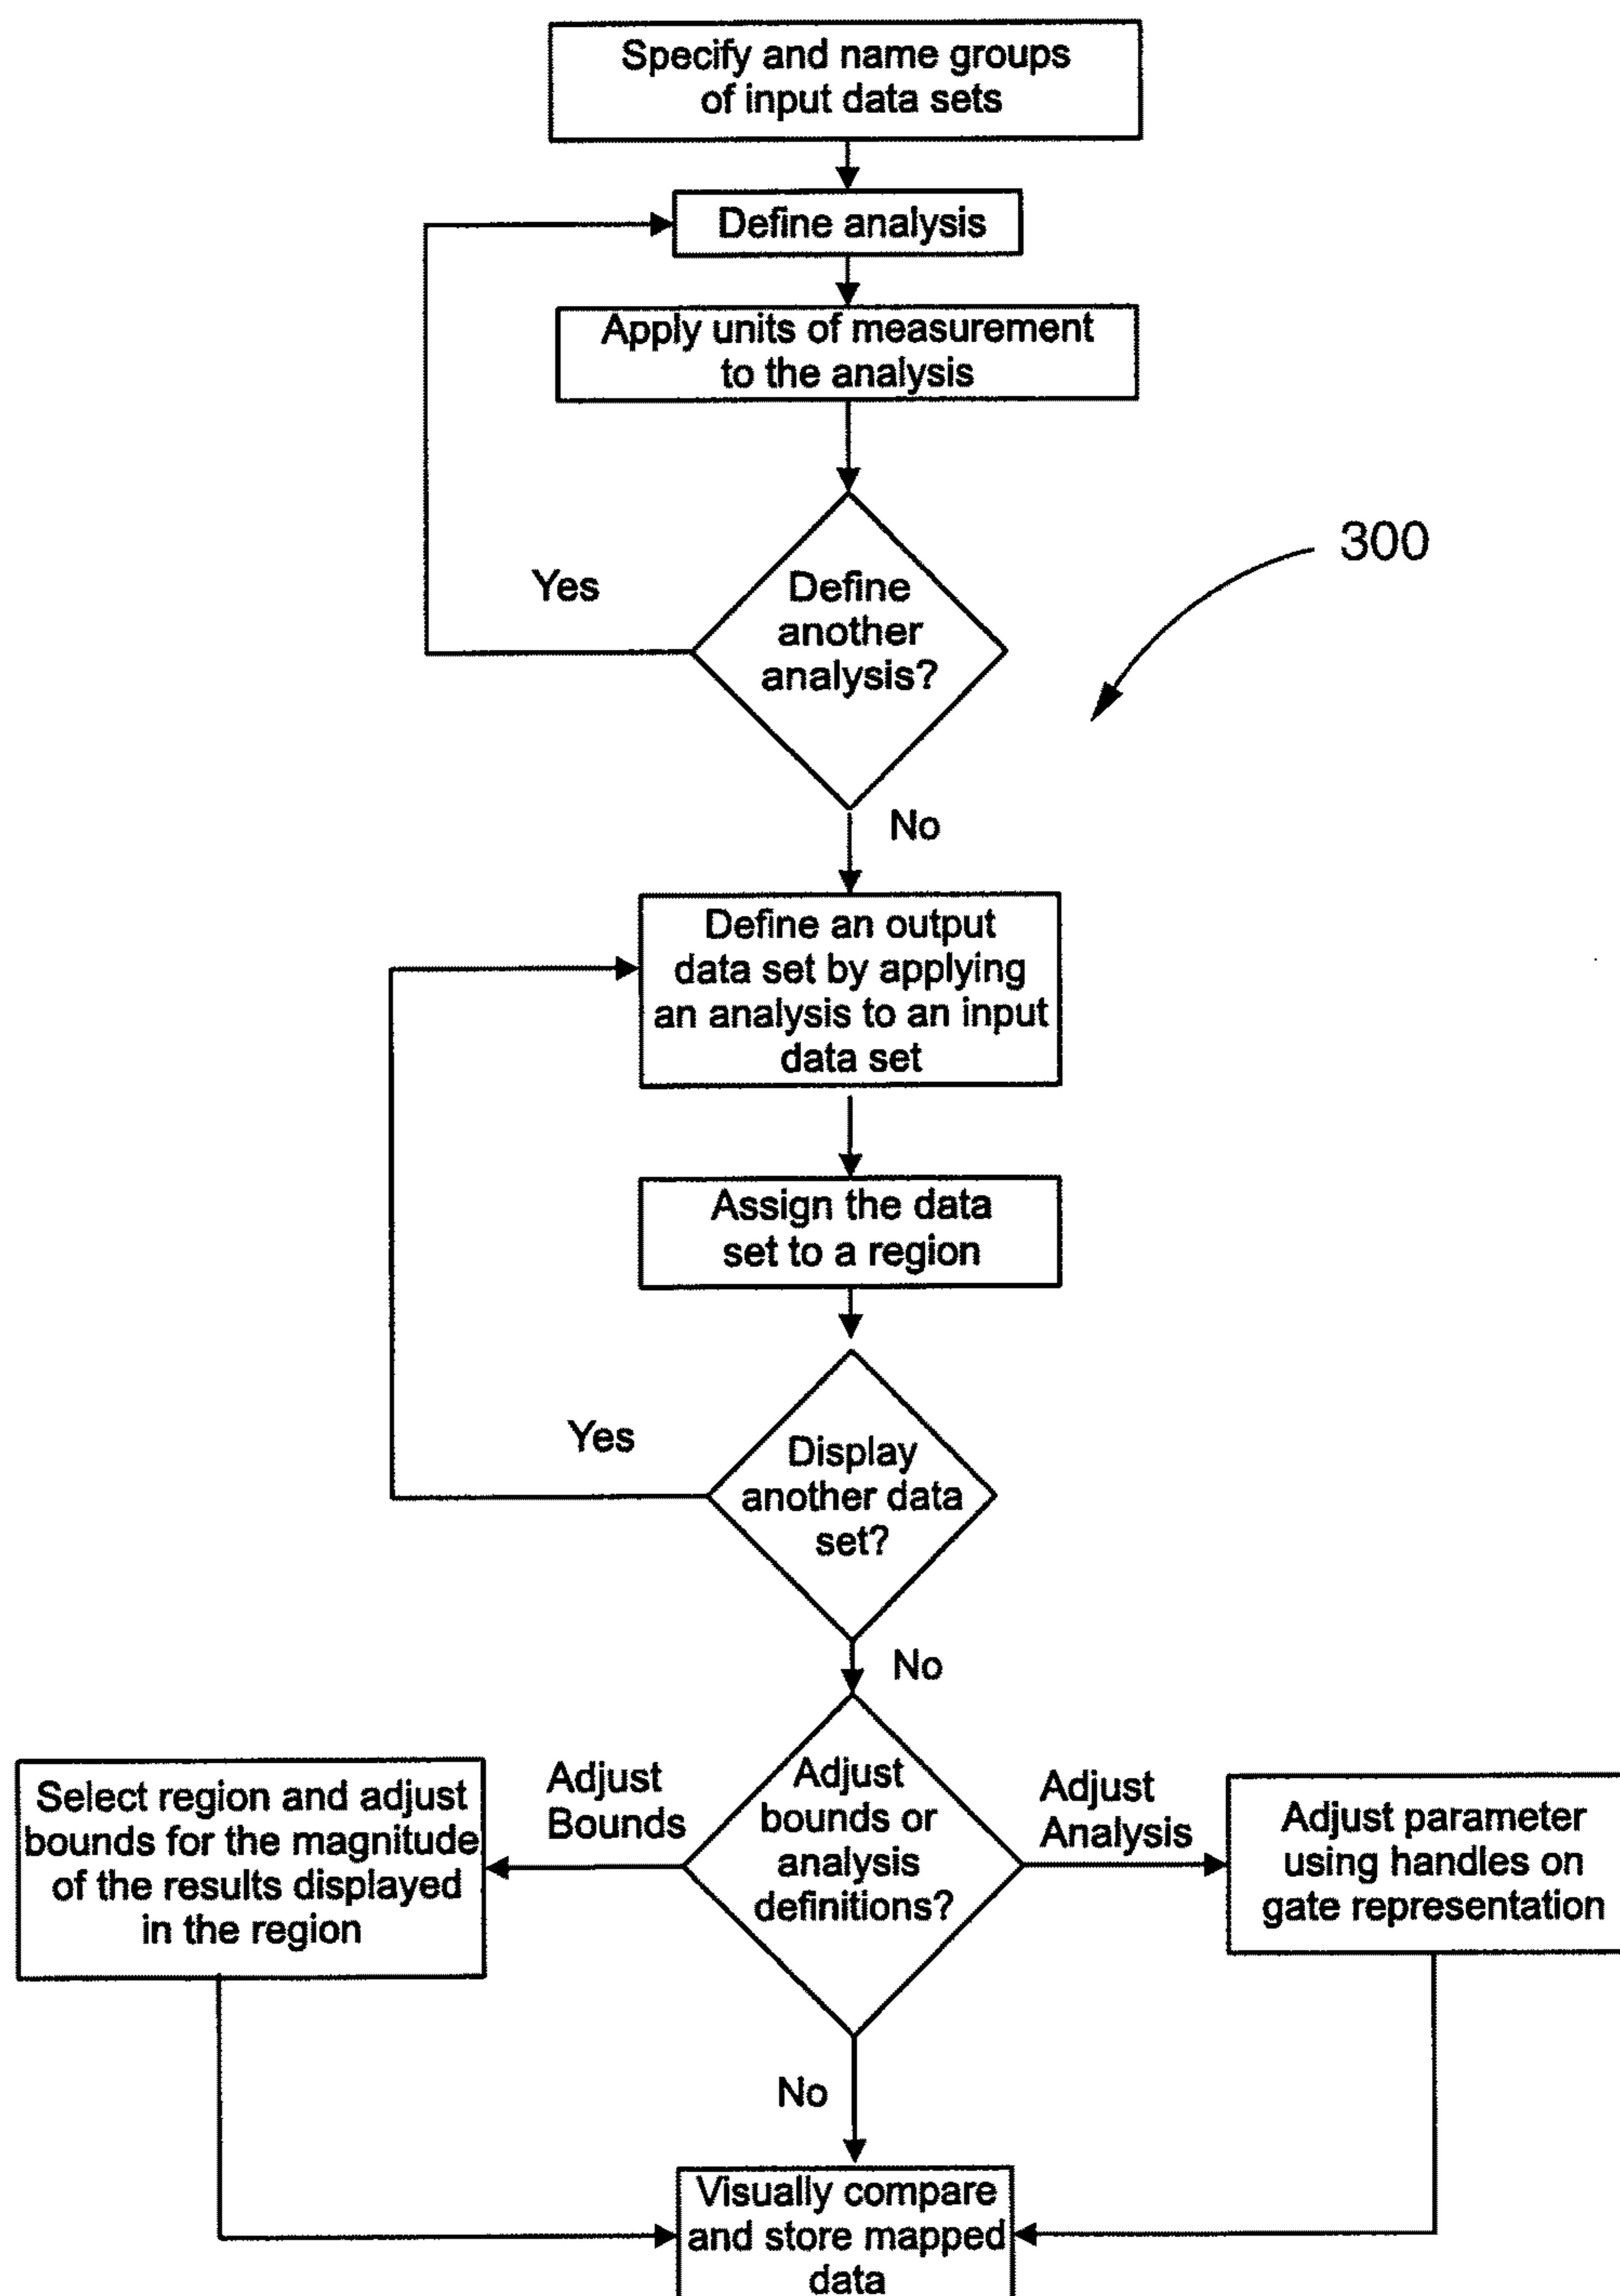 Specify and name groups
of input data sets
Define analysis
Apply units of measurement
to the analysis
Define
another
analysis?
Yes
300
No
Define an output
data set by applying
an analysis to an input
data set
Assign the data
set to a region
Display
another data
set?
Yes
No
Adjust
bounds or
analysis
definitions?
Adjust
Bounds
Select region and adjust
bounds for the magnitude
of the results displayed
in the region
Adjust
Analysis
Adjust parameter
using handles on
gate representation
No
Visually compare
and store mapped
data